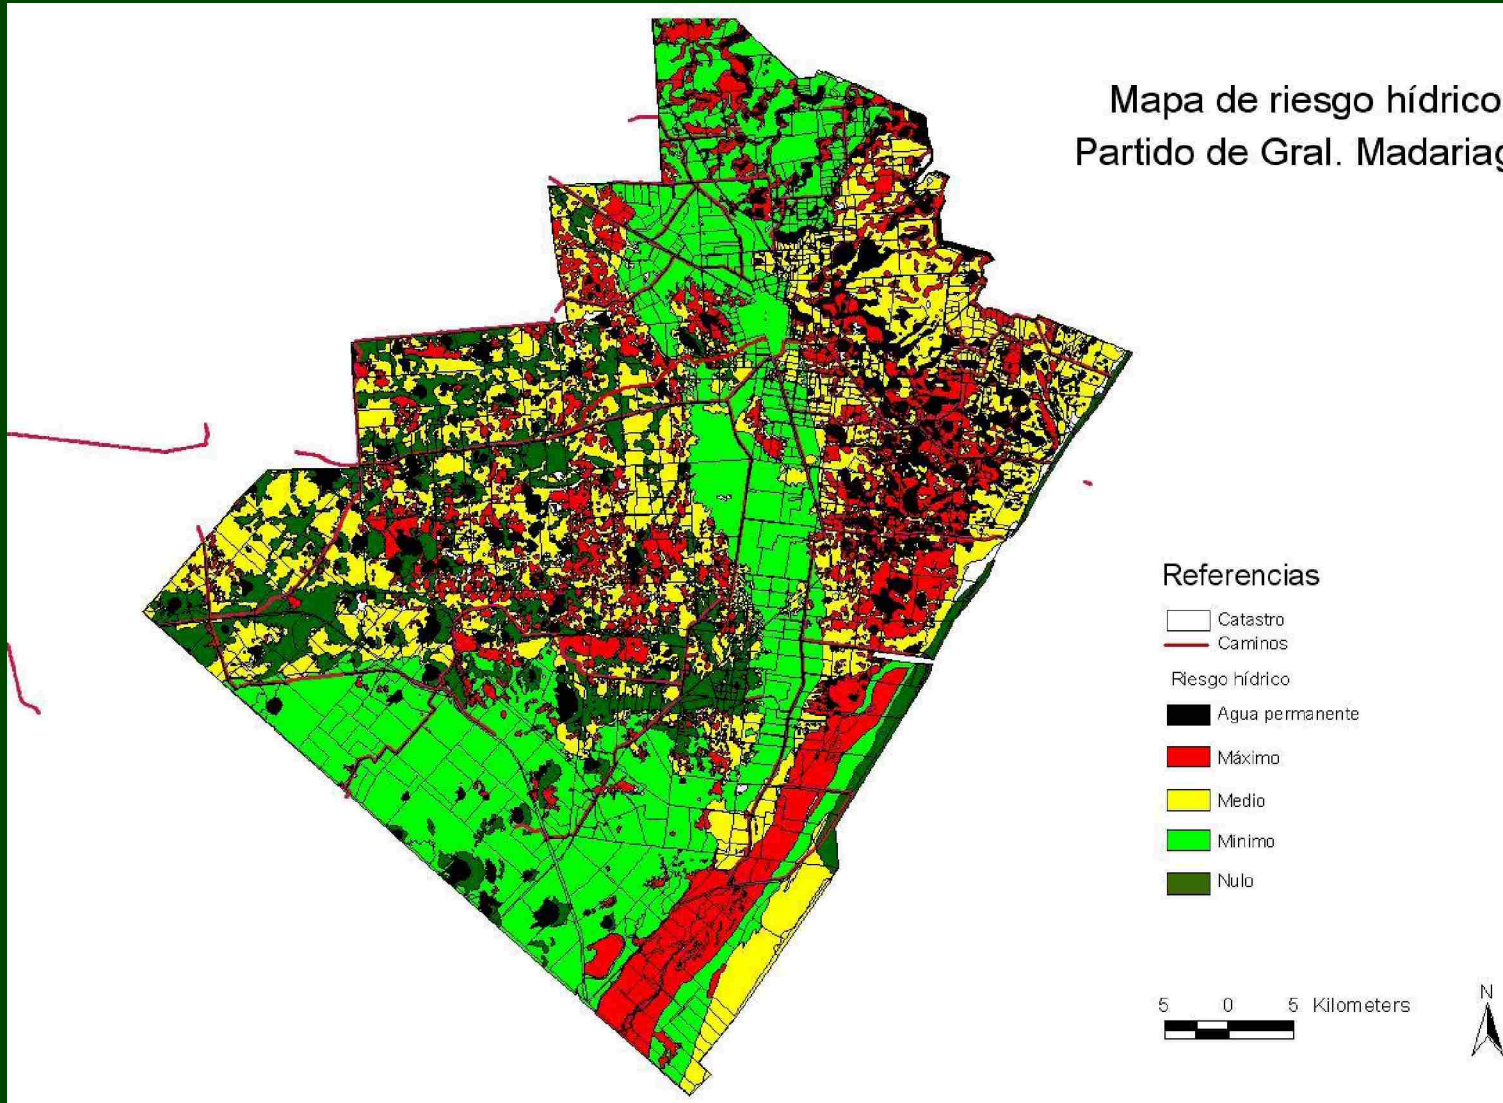 Mapa de riesgo hídrico
Partido de Gral. Madariag
Referencias
Catastro
Caminos
Riesgo hídrico
Agua permanente
Máximo
Medio
Mínimo
Nulo
5 0 5 Kilometers
N